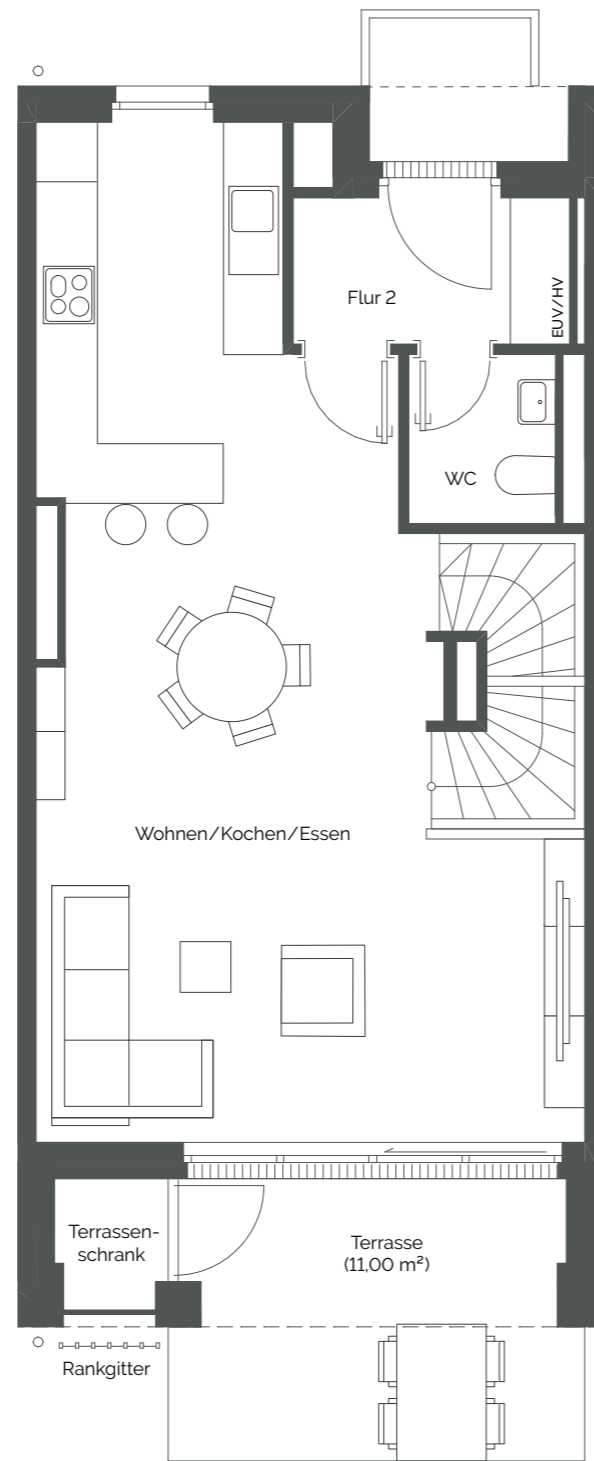 Flur 2
EUV/HV
WC
Wohnen/Kochen/Essen
Terrassen-
schrank
Terrasse
(11,00 m²)
Rankgitter